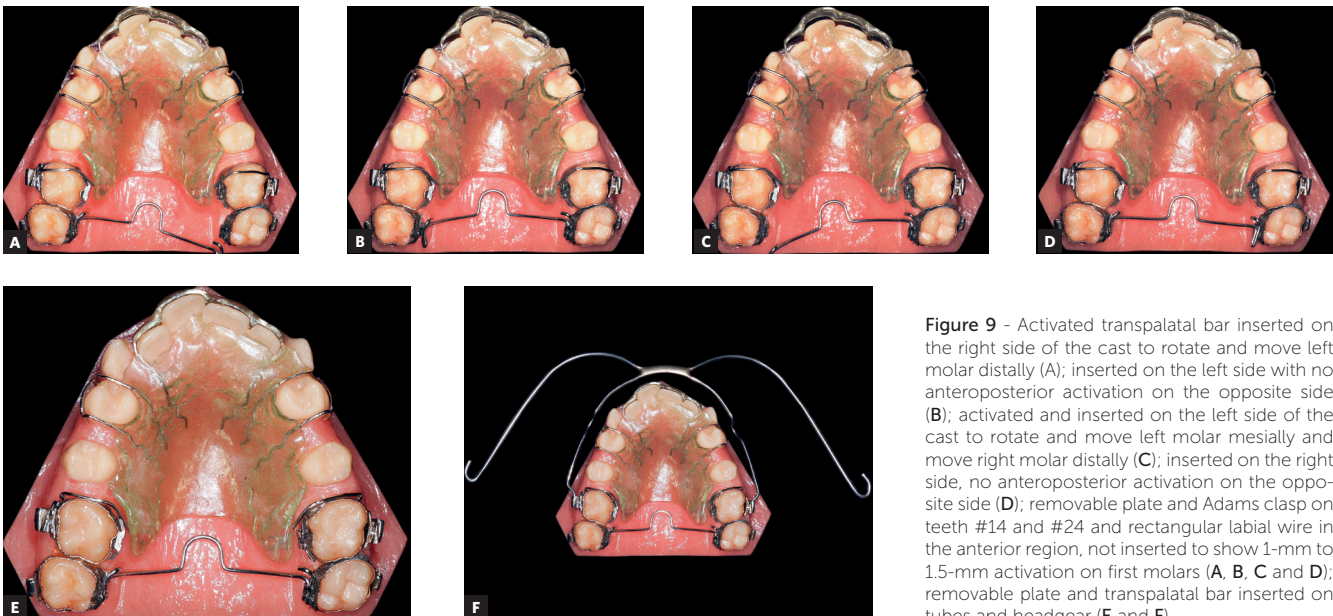 A
B
C
D
E
F
Figure 9 - Activated transpalatal bar inserted on
the right side of the cast to rotate and move left
molar distally (A); inserted on the left side with no
anteroposterior activation on the opposite side
(B); activated and inserted on the left side of the
cast to rotate and move left molar mesially and
move right molar distally (C); inserted on the right
side, no anteroposterior activation on the oppo-
site side (D); removable plate and Adams clasp on
teeth #14 and #24 and rectangular labial wire in
the anterior region, not inserted to show 1-mm to
1.5-mm activation on first molars (A, B, C and D);
removable plate and transpalatal bar inserted on
tubes and headgear (E and F).